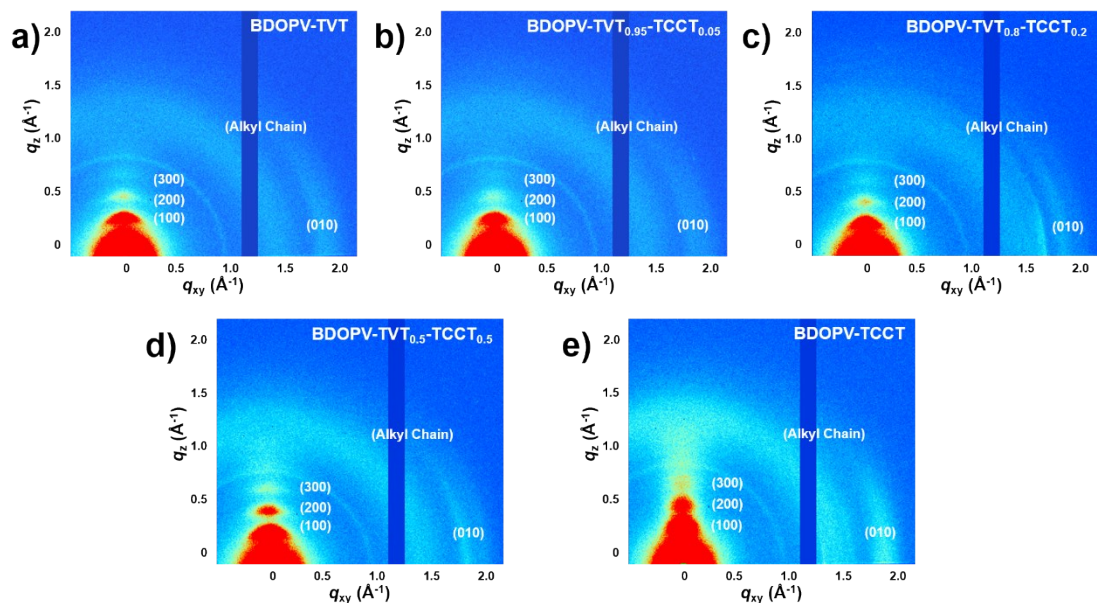 a)
BDOPV-TVT
2.0
1.5
1.0
0.5
0
qz (Å-1)
(Alkyl Chain)
(300)
(200)
(100)
(010)
0 0.5 1.0 1.5 2.0
qxy (Å-1)
b)
BDOPV-TVT0.95-TCCT0.05
2.0
1.5
1.0
0.5
0
qz (Å-1)
(Alkyl Chain)
(300)
(200)
(100)
(010)
0 0.5 1.0 1.5 2.0
qxy (Å-1)
c)
BDOPV-TVT0.8-TCCT0.2
2.0
1.5
1.0
0.5
0
qz (Å-1)
(Alkyl Chain)
(300)
(200)
(100)
(010)
0 0.5 1.0 1.5 2.0
qxy (Å-1)
d)
BDOPV-TVT0.5-TCCT0.5
2.0
1.5
1.0
0.5
0
qz (Å-1)
(Alkyl Chain)
(300)
(200)
(100)
(010)
0 0.5 1.0 1.5 2.0
qxy (Å-1)
e)
BDOPV-TCCT
2.0
1.5
1.0
0.5
0
qz (Å-1)
(Alkyl Chain)
(300)
(200)
(100)
(010)
0 0.5 1.0 1.5 2.0
qxy (Å-1)